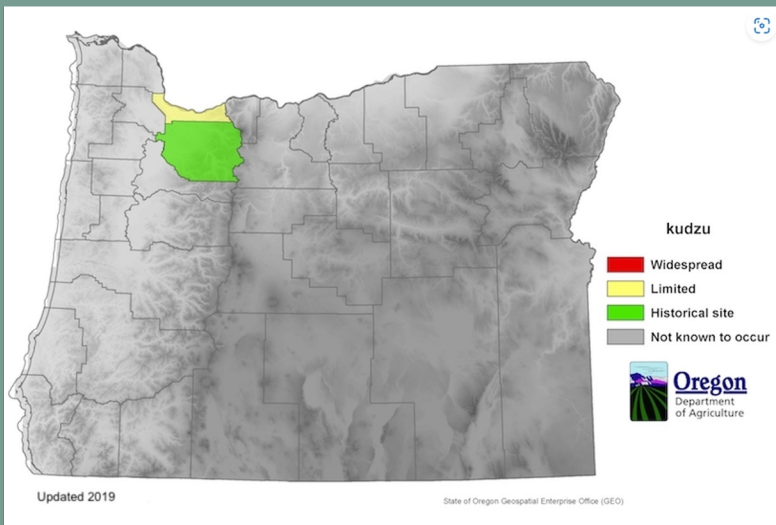 kudzu
Widespread
Limited
Historical site
Not known to occur
Oregon
Department
of Agriculture
Updated 2019
State of Oregon Geospatial Enterprise Office (GEO)